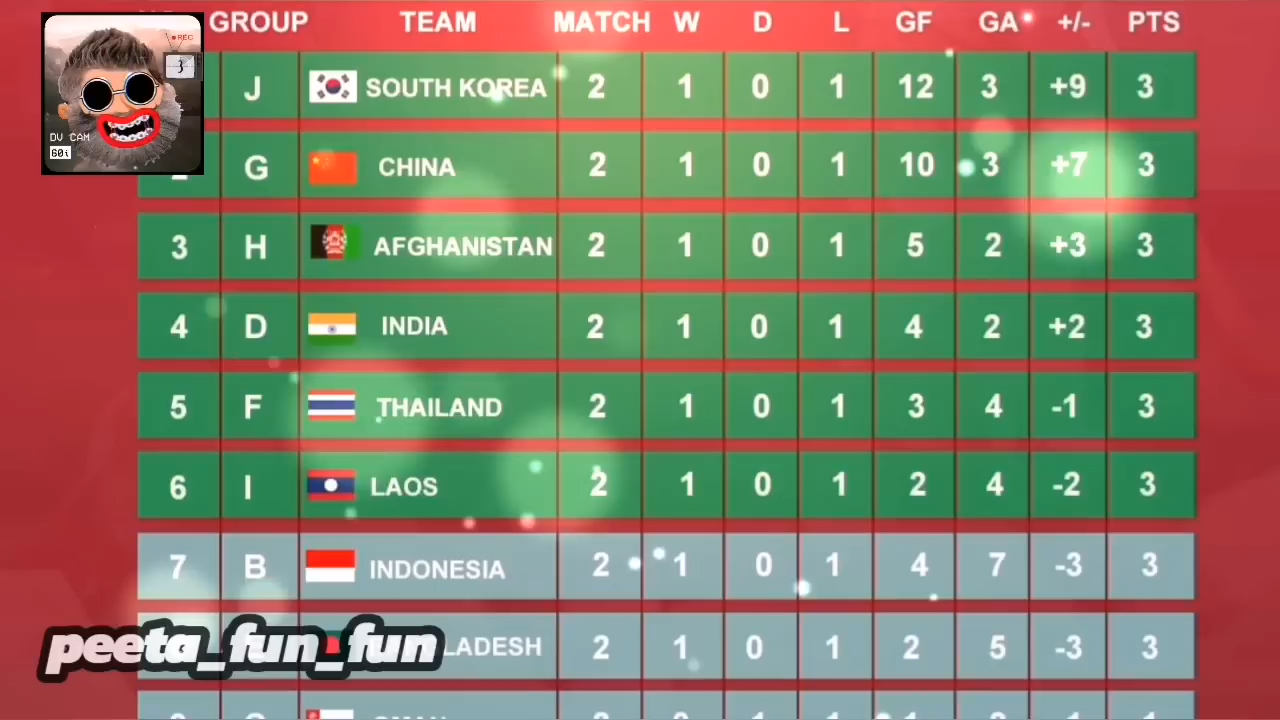 GROUP TEAM MATCH W D L GF GA +/- PTS
REC
J SOUTH KOREA 2 1 0 1 12 3 +9 3
DV CAM
60i
G CHINA 2 1 0 1 10 3 +7 3
3 H AFGHANISTAN 2 1 0 1 5 2 +3 3
4 D INDIA 2 1 0 1 4 2 +2 3
5 F THAILAND 2 1 0 1 3 4 -1 3
6 I LAOS 2 1 0 1 2 4 -2 3
7 B INDONESIA 2 1 0 1 4 7 -3 3
LADESH 2 1 0 1 2 5 -3 3
peeta_fun_fun